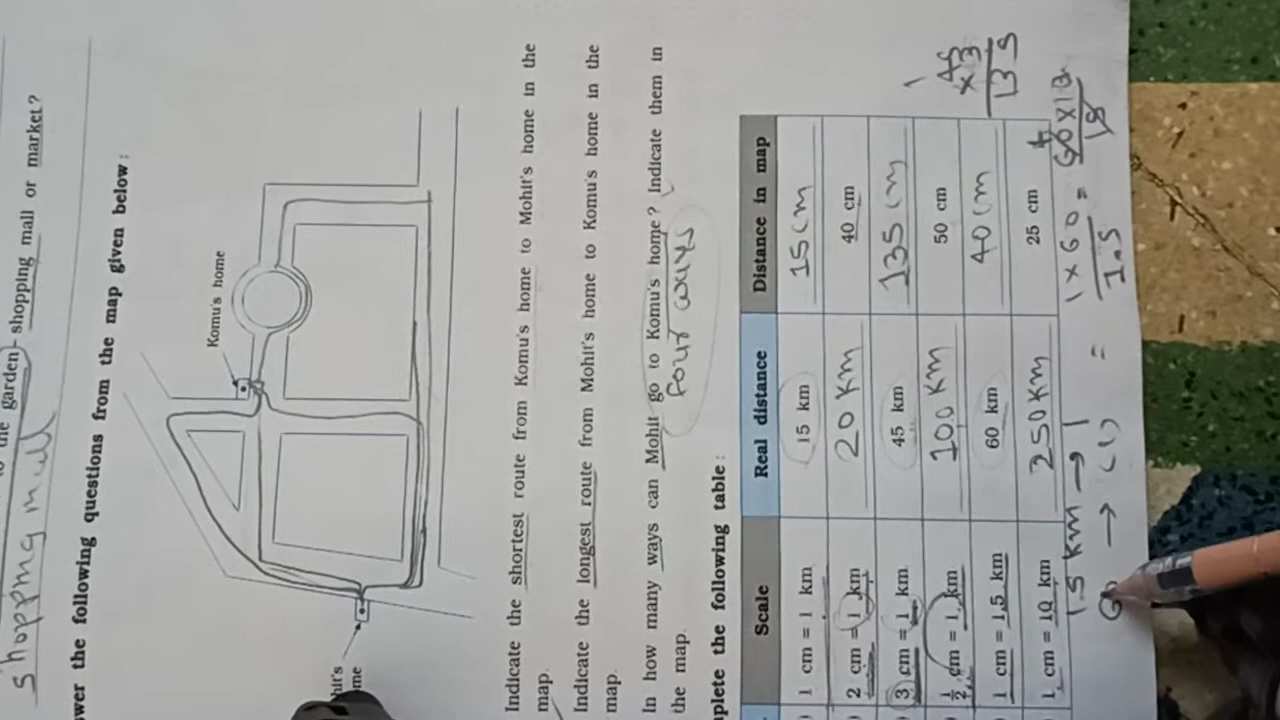 the garden - shopping mall or market?
shopping mall
wer the following questions from the map given below :
Komu's home
Indicate the shortest route from Komu's home to Mohit's home in the
map.
Indicate the longest route from Mohit's home to Komu's home in the
map.
In how many ways can Mohit go to Komu's home? Indicate them in
the map.
four ways
plete the following table :
Scale Real distance Distance in map
1 cm = 1 km 15 km 15 cm
2 cm = 1 km 20 km 40 cm
3 cm = 1 km 45 km 135 cm
1/2 cm = 1 km 100 km 50 cm
1 cm = 1.5 km 60 km 40 cm
1 cm = 10 km 250 km 25 cm
45
x 3
135
1.5 km → 1
→ ( ) = 1 x 60 =
1.5